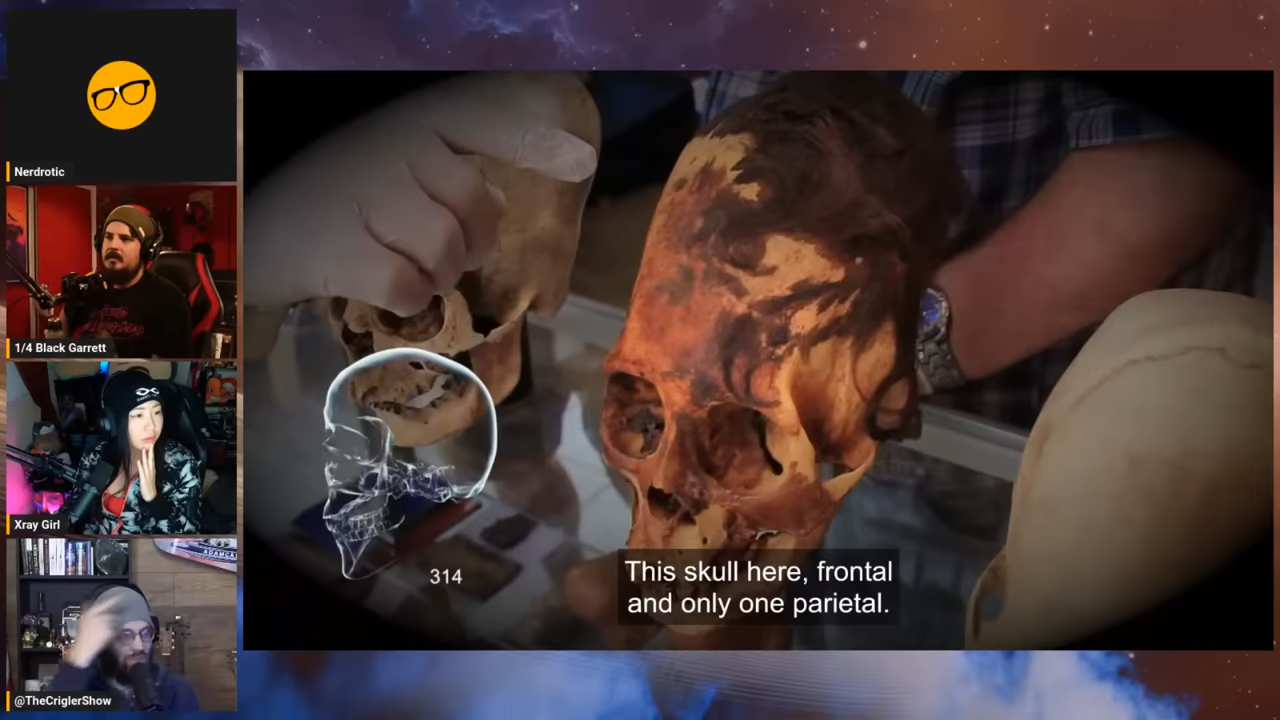 Nerdrotic
1/4 Black Garrett
Xray Girl
@TheCriglerShow
314
This skull here, frontal
and only one parietal.